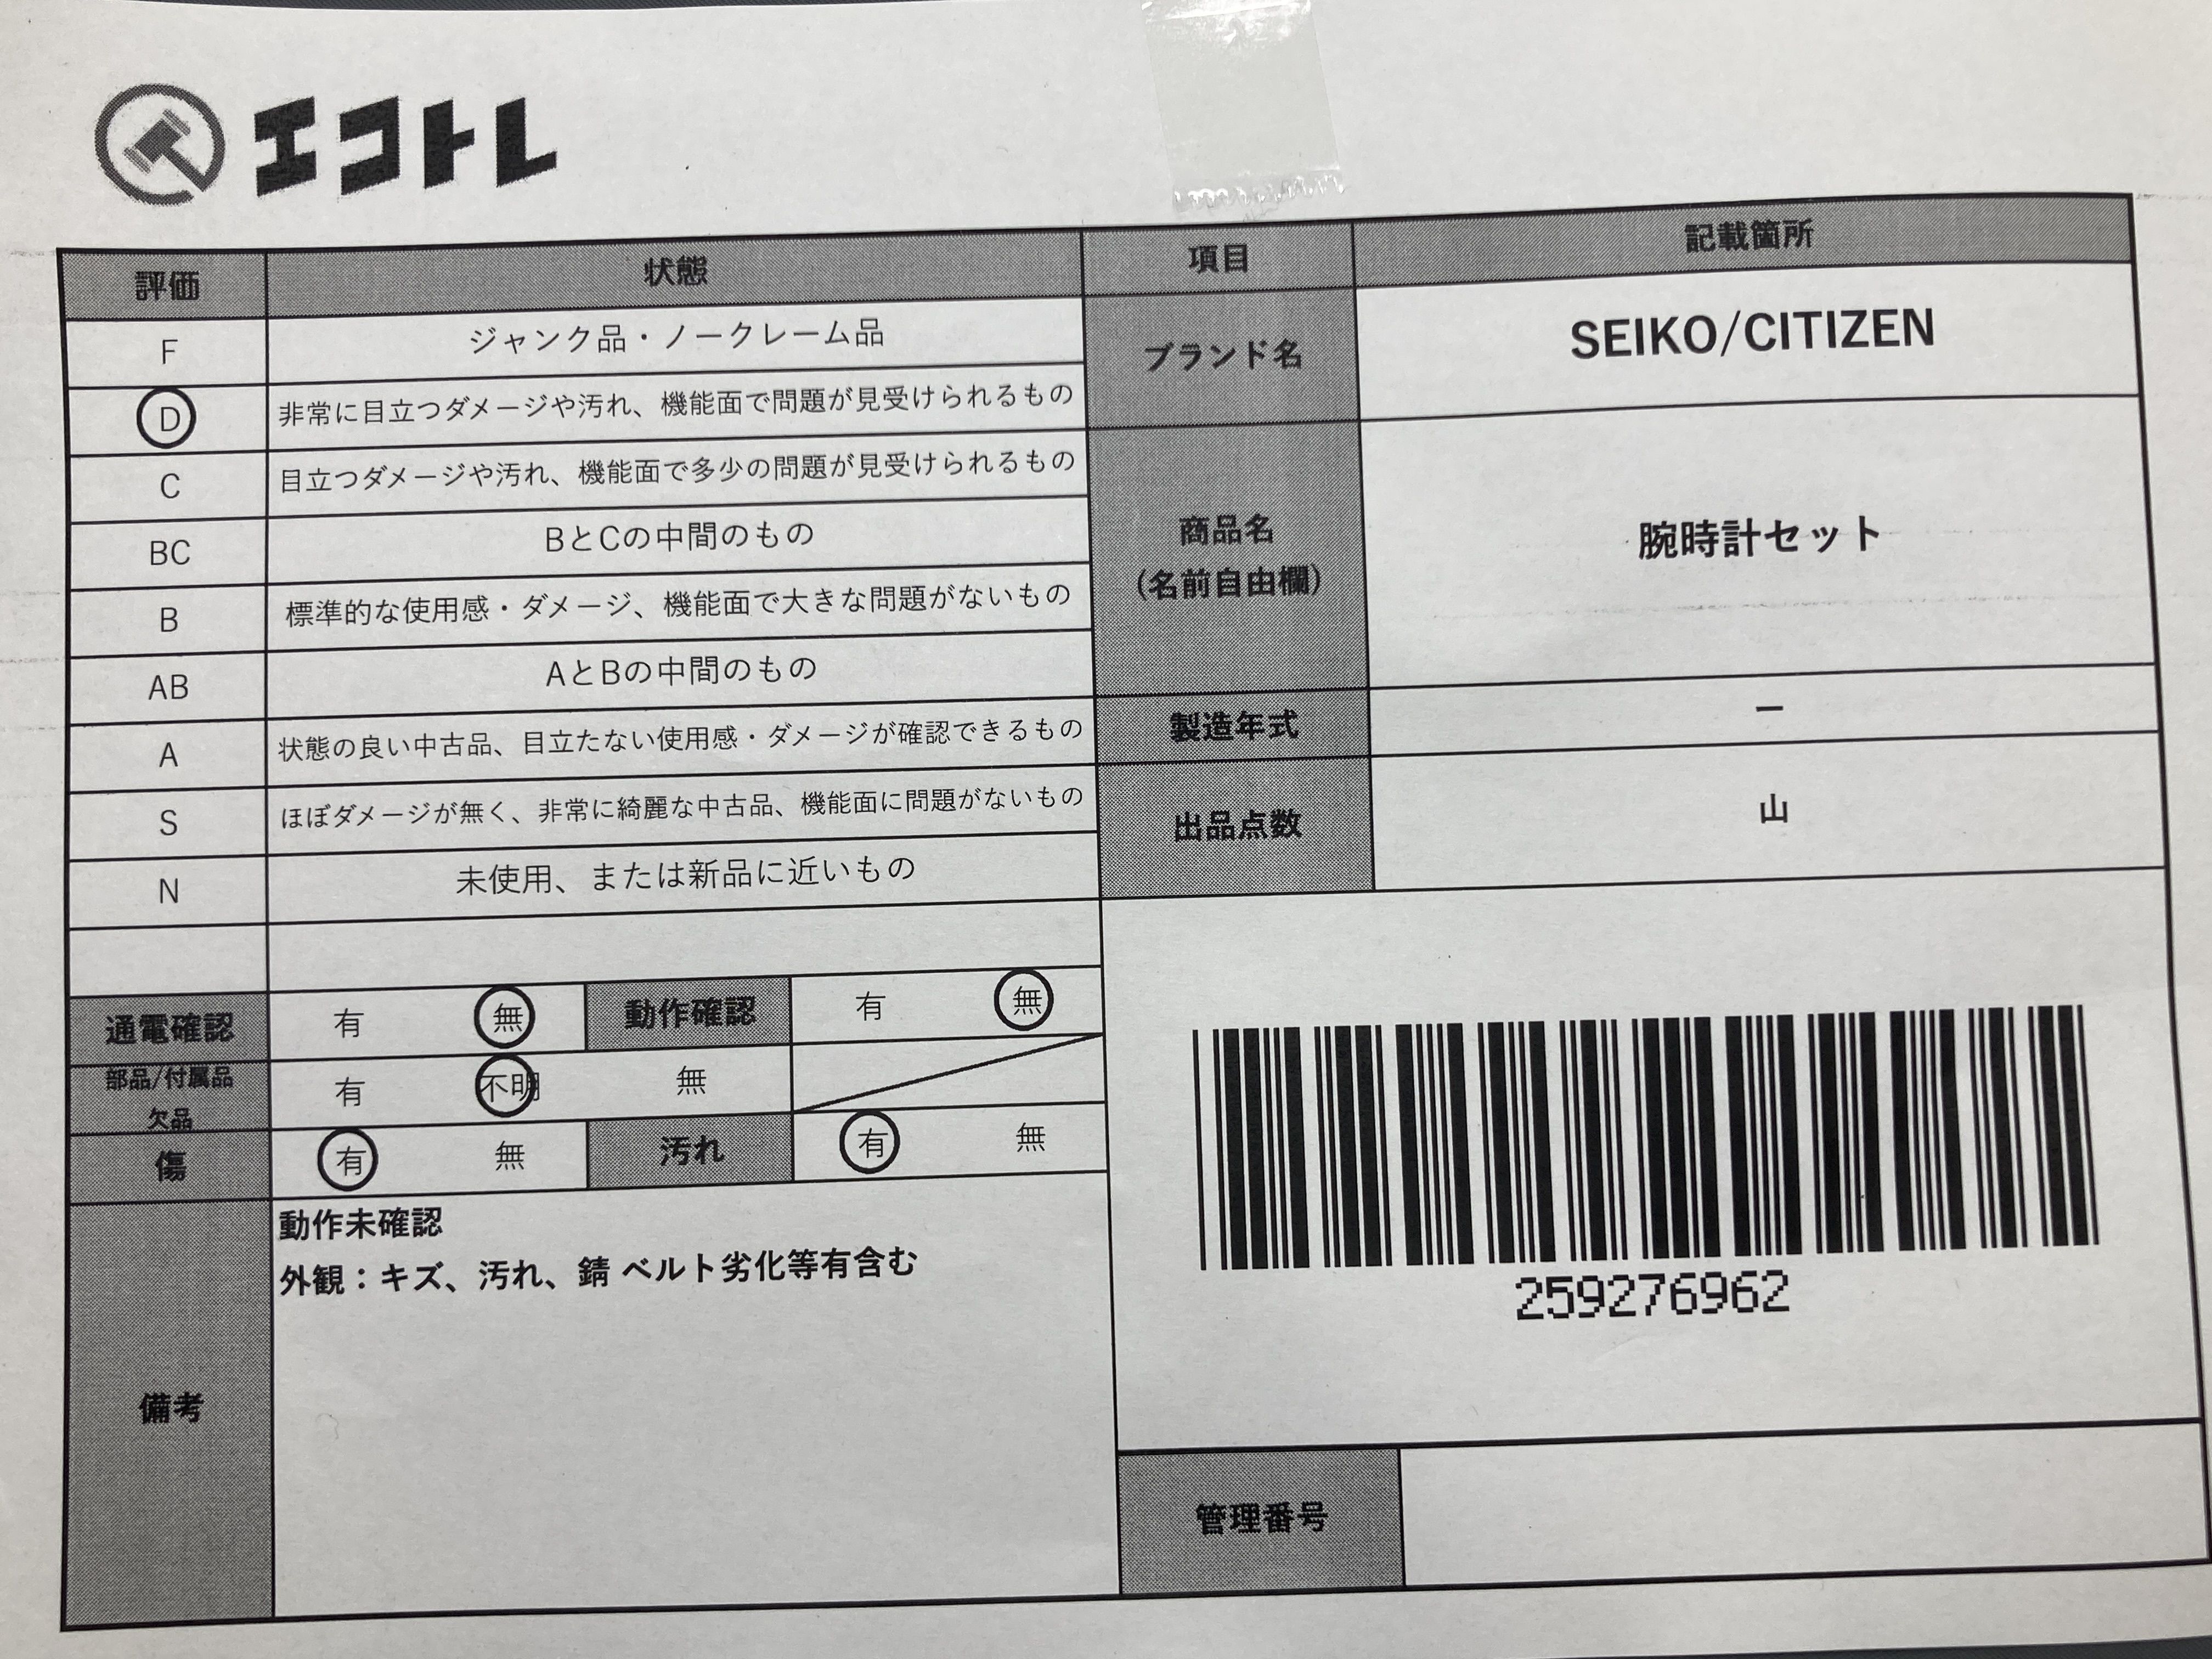 エコトレ
評価 状態 項目 記載箇所
F ジャンク品・ノークレーム品
D 非常に目立つダメージや汚れ、機能面で問題が見受けられるもの
C 目立つダメージや汚れ、機能面で多少の問題が見受けられるもの
BC BとCの中間のもの
B 標準的な使用感・ダメージ、機能面で大きな問題がないもの
AB AとBの中間のもの
A 状態の良い中古品、目立たない使用感・ダメージが確認できるもの
S ほぼダメージが無く、非常に綺麗な中古品、機能面に問題がないもの
N 未使用、または新品に近いもの
ブランド名 SEIKO/CITIZEN
商品名
(名前自由欄)
腕時計セット
製造年式 ー
出品点数 山
通電確認 有 無 動作確認 有 無
部品/付属品
欠品
有 不明 無
傷 有 無 汚れ 有 無
備考
動作未確認
外観：キズ、汚れ、錆 ベルト劣化等有含む
259276962
管理番号